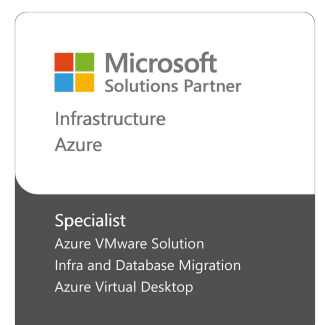 Microsoft
Solutions Partner
Infrastructure
Azure
Specialist
Azure VMware Solution
Infra and Database Migration
Azure Virtual Desktop